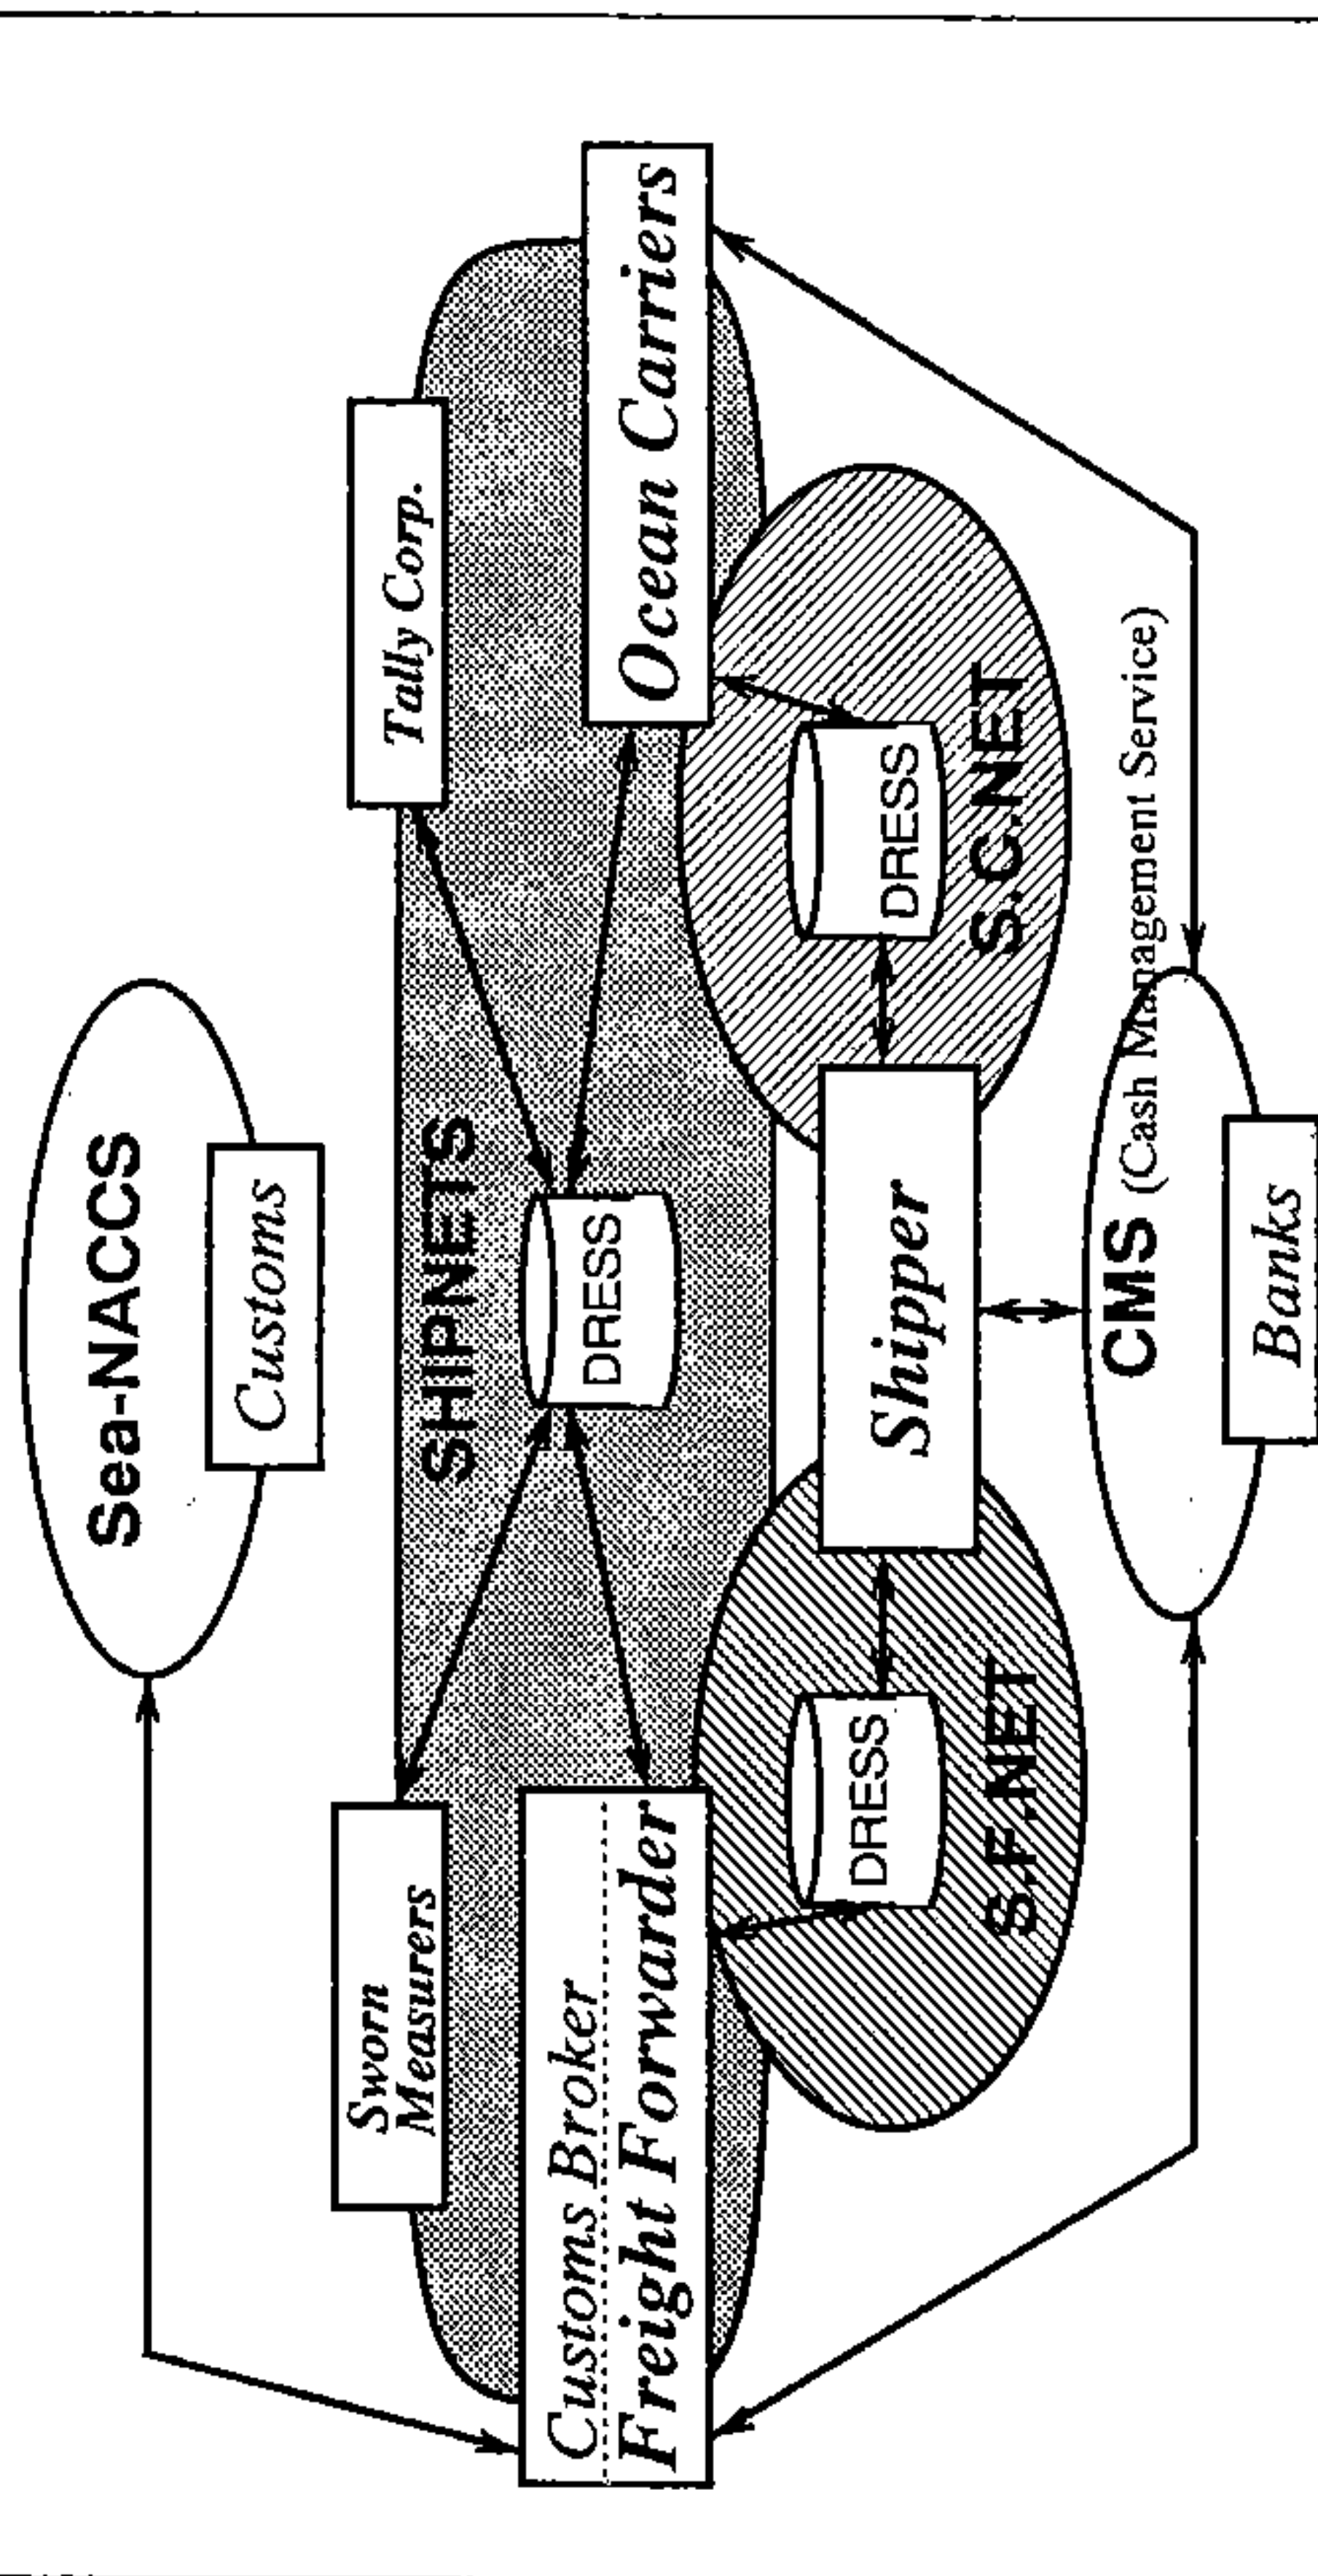 Sea-NACCS
Customs
Sworn
Measurers
SHIPNETS
Tally Corp.
Customs Broker
Freight Forwarder
DRESS
Ocean Carriers
DRESS
S.F.NET
Shipper
DRESS
S.C.NET
CMS (Cash Management Service)
Banks